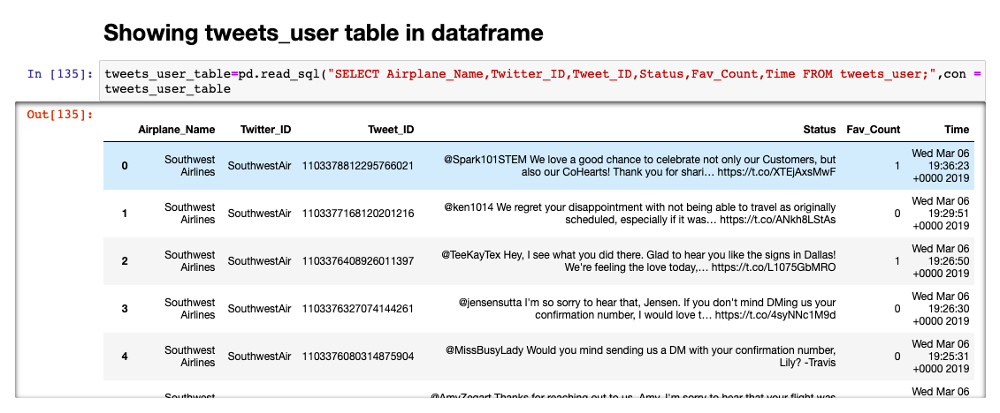 Showing tweets_user table in dataframe
In [135]: tweets_user_table=pd.read_sql("SELECT Airplane_Name,Twitter_ID,Tweet_ID,Status,Fav_Count,Time FROM tweets_user;",con =
tweets_user_table
Out[135]:
Airplane_Name Twitter_ID Tweet_ID Status Fav_Count Time
0 Southwest Airlines SouthwestAir 1103378812295766021 @Spark101STEM We love a good chance to celebrate not only our Customers, but also our CoHearts! Thank you for shari… https://t.co/XTEjAxsMwF 1 Wed Mar 06 19:36:23 +0000 2019
1 Southwest Airlines SouthwestAir 1103377168120201216 @ken1014 We regret your disappointment with not being able to travel as originally scheduled, especially if it was… https://t.co/ANkh8LStAs 0 Wed Mar 06 19:29:51 +0000 2019
2 Southwest Airlines SouthwestAir 1103376408926011397 @TeeKayTex Hey, I see what you did there. Glad to hear you like the signs in Dallas! We're feeling the love today,… https://t.co/L1075GbMRO 1 Wed Mar 06 19:26:50 +0000 2019
3 Southwest Airlines SouthwestAir 1103376327074144261 @jensensutta I'm so sorry to hear that, Jensen. If you don't mind DMing us your confirmation number, I would love t… https://t.co/4syNNc1M9d 0 Wed Mar 06 19:26:30 +0000 2019
4 Southwest Airlines SouthwestAir 1103376080314875904 @MissBusyLady Would you mind sending us a DM with your confirmation number, Lily? -Travis 0 Wed Mar 06 19:25:31 +0000 2019
Southwest @AmyZegart Thanks for reaching out to us, Amy. I'm sorry to hear that your flight was Wed Mar 06